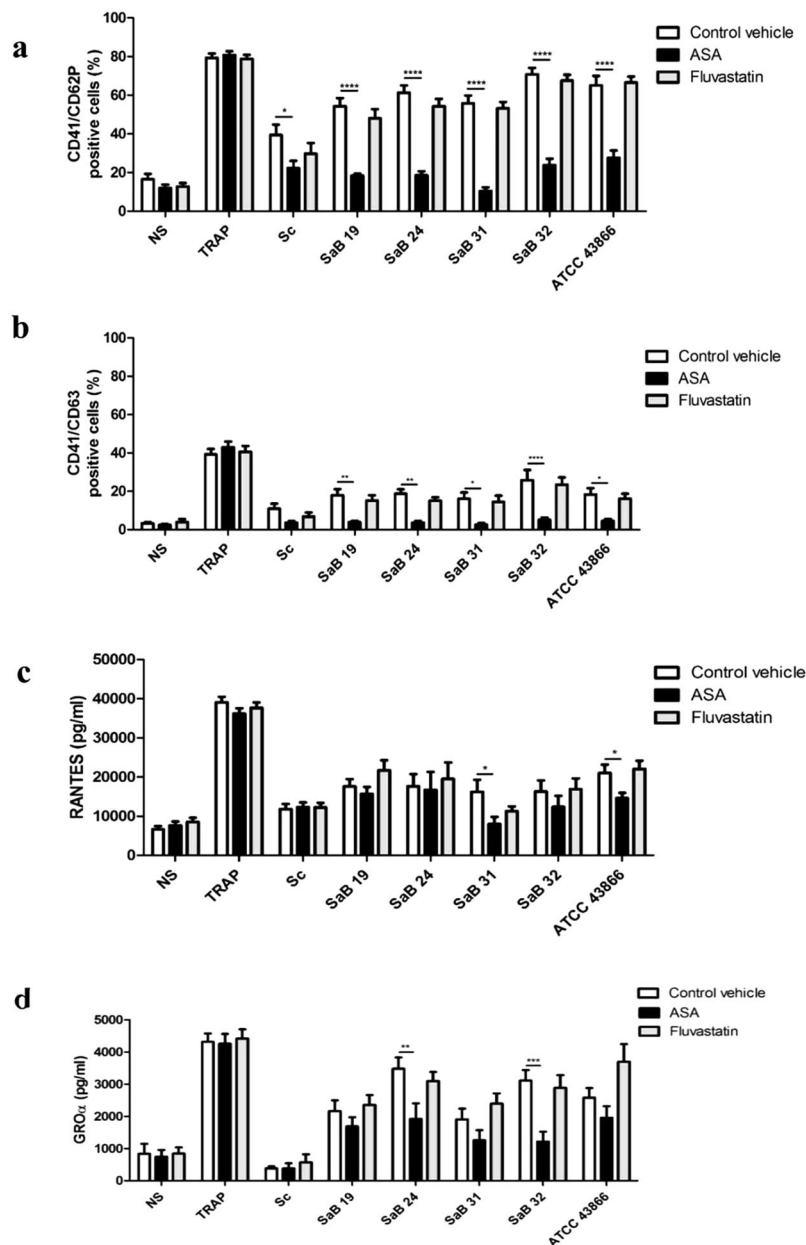 a
CD41/CD62P
positive cells (%)
100
80
60
40
20
0
* **** **** **** **** ****
NS TRAP Sc SaB 19 SaB 24 SaB 31 SaB 32 ATCC 43866
Control vehicle
ASA
Fluvastatin
b
CD41/CD63
positive cells (%)
100
80
60
40
20
0
** ** * **** *
NS TRAP Sc SaB 19 SaB 24 SaB 31 SaB 32 ATCC 43866
Control vehicle
ASA
Fluvastatin
c
RANTES (pg/ml)
50000
40000
30000
20000
10000
0
* *
NS TRAP Sc SaB 19 SaB 24 SaB 31 SaB 32 ATCC 43866
Control vehicle
ASA
Fluvastatin
d
GROα (pg/ml)
5000
4000
3000
2000
1000
0
** ***
NS TRAP Sc SaB 19 SaB 24 SaB 31 SaB 32 ATCC 43866
Control vehicle
ASA
Fluvastatin